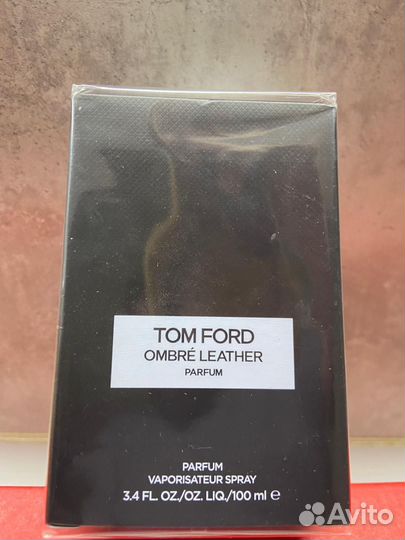 TOM FORD
OMBRÉ LEATHER
PARFUM
PARFUM
VAPORISATEUR SPRAY
3.4 FL. OZ./OZ. LIQ./100 ml ℮
Avito